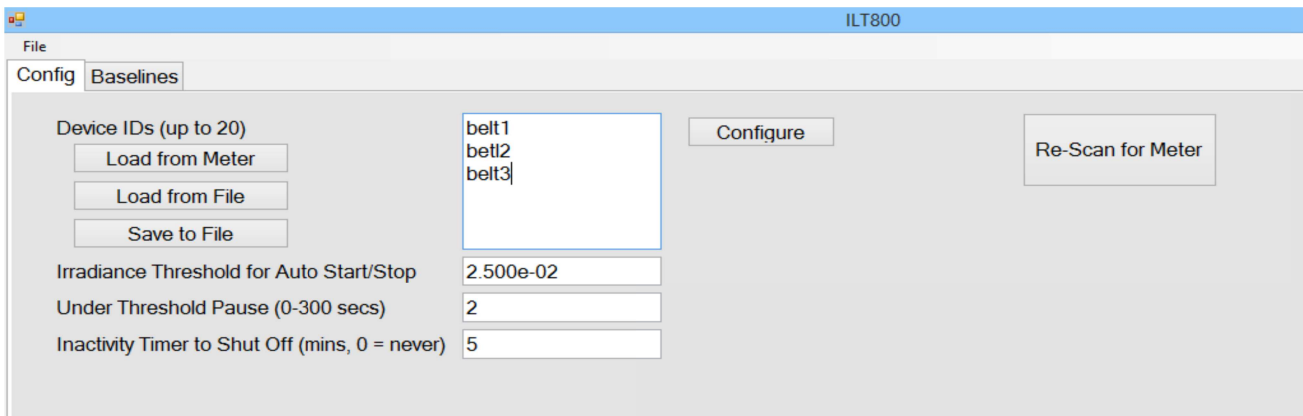 ILT800
File
Config Baselines
Device IDs (up to 20)
Load from Meter
Load from File
Save to File
belt1
betl2
belt3
Configure
Re-Scan for Meter
Irradiance Threshold for Auto Start/Stop 2.500e-02
Under Threshold Pause (0-300 secs) 2
Inactivity Timer to Shut Off (mins, 0 = never) 5